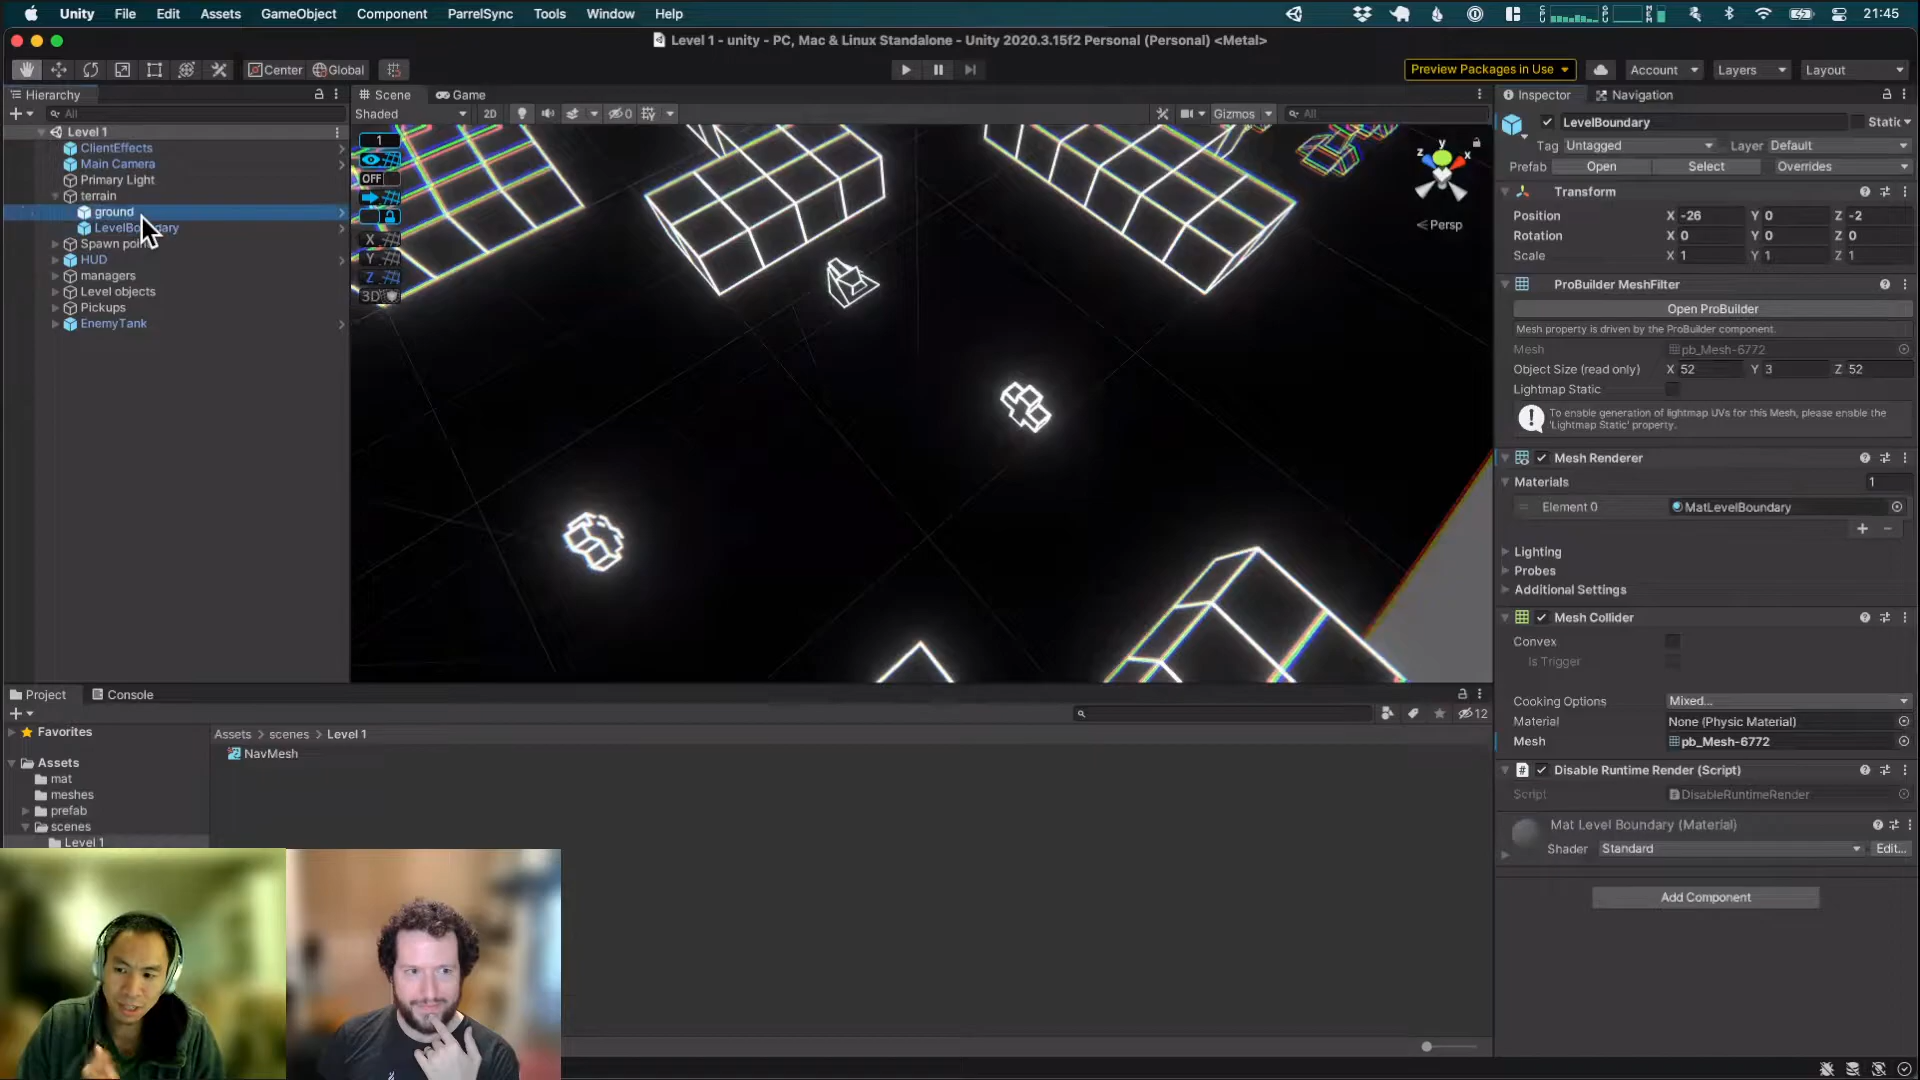 Unity File Edit Assets GameObject Component ParrelSync Tools Window Help 21:45
Level 1 - unity - PC, Mac & Linux Standalone - Unity 2020.3.15f2 Personal (Personal) <Metal>
Center Global Preview Packages in Use Account Layers Layout
Hierarchy
All
Level 1
ClientEffects
Main Camera
Primary Light
terrain
ground
LevelBoundary
HUD
managers
Level objects
Pickups
EnemyTank
Scene Game
Shaded 2D 0 Gizmos All
1
OFF
X
Y
Z
3D
y
z x
Persp
Inspector Navigation
LevelBoundary Static
Tag Untagged Layer Default
Prefab Open Select Overrides
Transform
Position X -26 Y 0 Z -2
Rotation X 0 Y 0 Z 0
Scale X 1 Y 1 Z 1
ProBuilder MeshFilter
Open ProBuilder
Mesh property is driven by the ProBuilder component.
Mesh pb_Mesh-6772
Object Size (read only) X 52 Y 3 Z 52
Lightmap Static
To enable generation of lightmap UVs for this Mesh, please enable the
'Lightmap Static' property.
Mesh Renderer
Materials 1
Element 0 MatLevelBoundary
Lighting
Probes
Additional Settings
Mesh Collider
Convex
Is Trigger
Cooking Options Mixed...
Material None (Physic Material)
Mesh pb_Mesh-6772
Disable Runtime Render (Script)
Script DisableRuntimeRender
Mat Level Boundary (Material)
Shader Standard Edit...
Add Component
Project Console
12
Favorites
Assets
mat
meshes
prefab
scenes
Level 1
Assets > scenes > Level 1
NavMesh